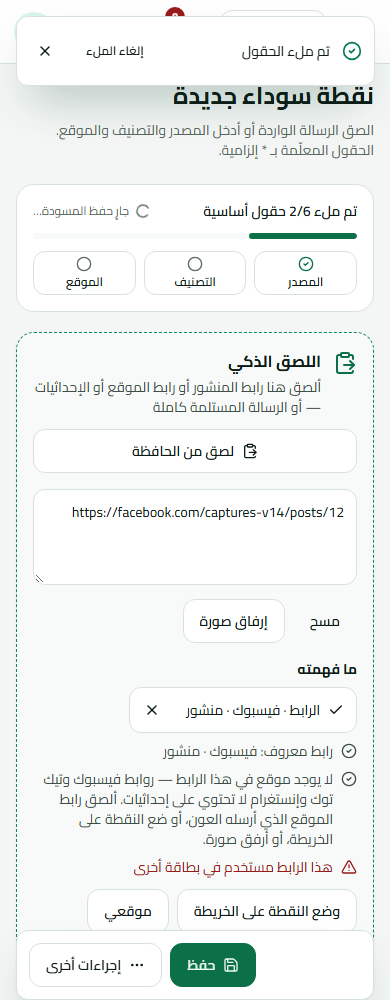 تم ملء الحقول
إلغاء الملء
نقطة سوداء جديدة
الصق الرسالة الواردة أو أدخل المصدر والتصنيف والموقع.
الحقول المعلّمة بـ * إلزامية.
تم ملء 2/6 حقول أساسية
جارٍ حفظ المسودة...
المصدر
التصنيف
الموقع
اللصق الذكي
ألصق هنا رابط المنشور أو رابط الموقع أو الإحداثيات
— أو الرسالة المستلمة كاملة
لصق من الحافظة
https://facebook.com/captures-v14/posts/12
مسح
إرفاق صورة
ما فهمته
الرابط · فيسبوك · منشور
رابط معروف: فيسبوك · منشور
لا يوجد موقع في هذا الرابط — روابط فيسبوك وتيك
توك وإنستغرام لا تحتوي على إحداثيات. ألصق رابط
الموقع الذي أرسله العون، أو ضع النقطة على
الخريطة، أو أرفق صورة.
هذا الرابط مستخدم في بطاقة أخرى
وضع النقطة على الخريطة
موقعي
حفظ
إجراءات أخرى